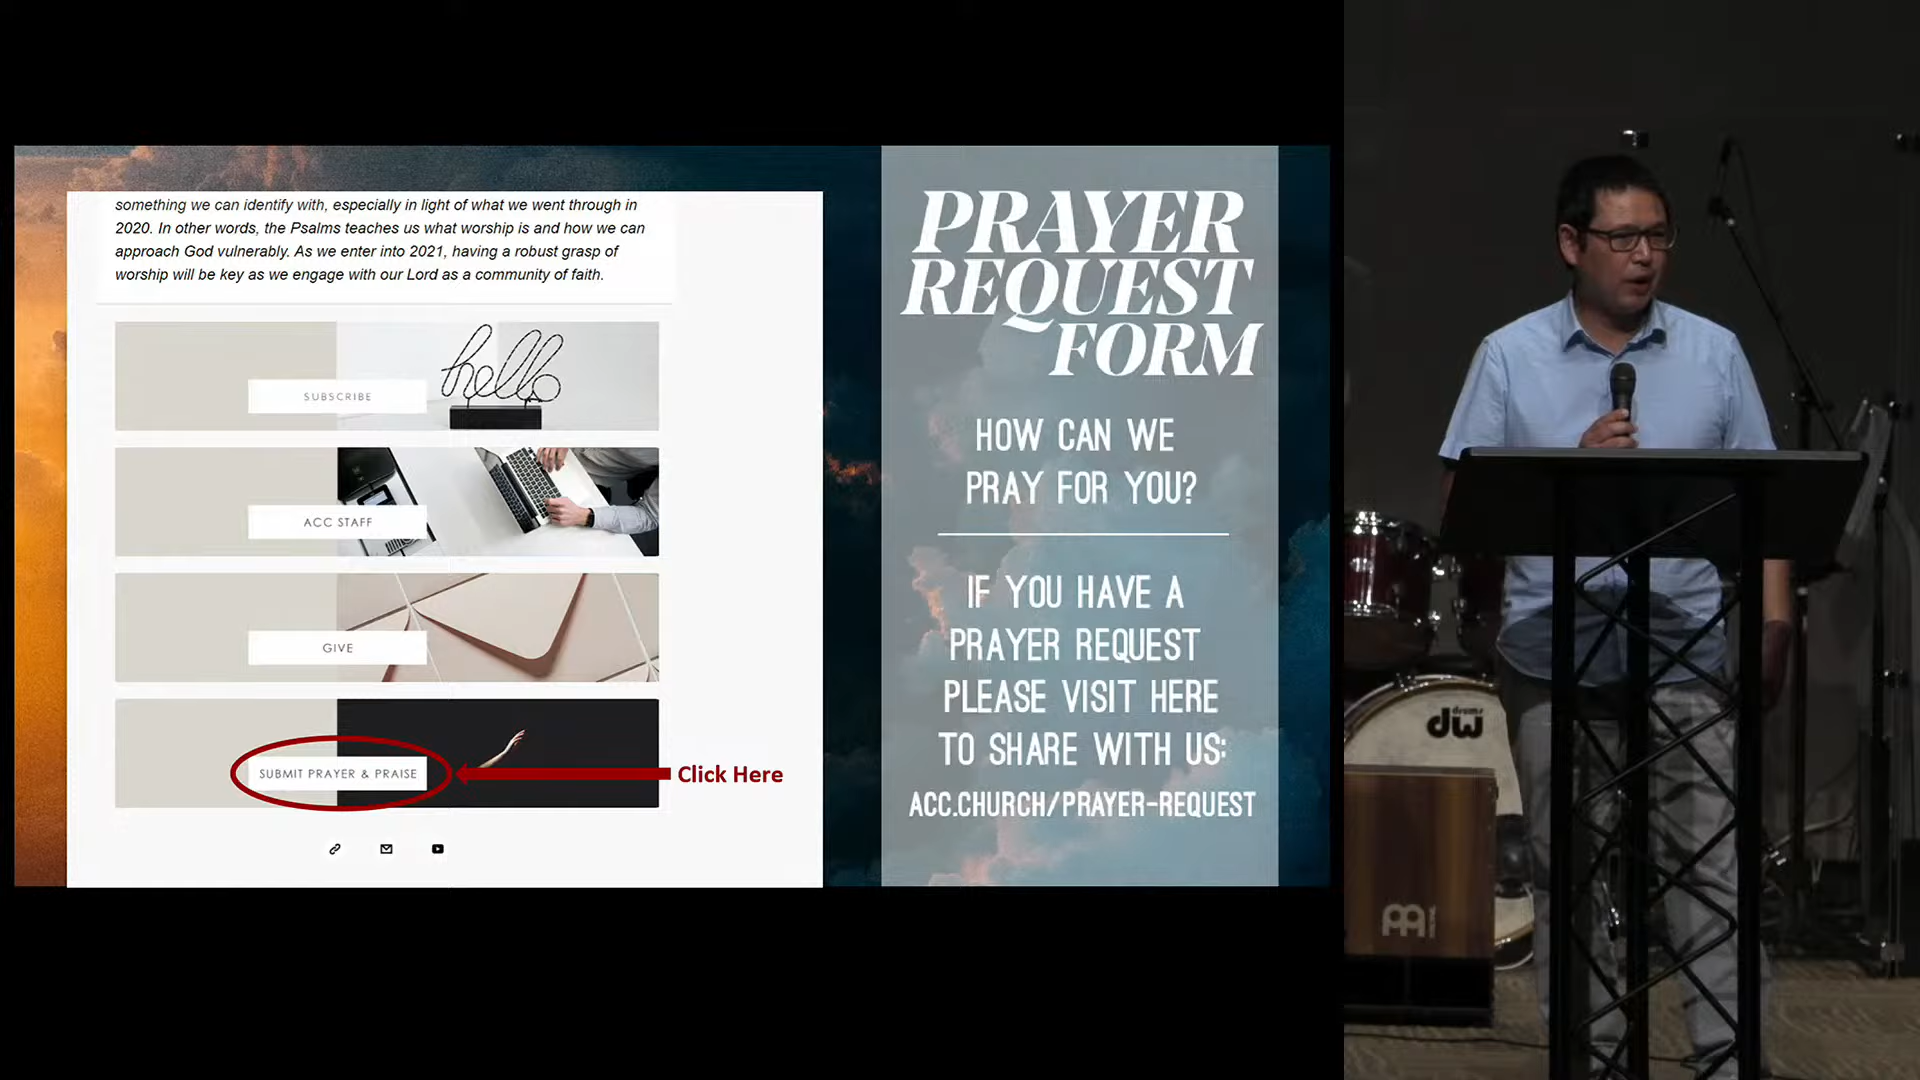 something we can identify with, especially in light of what we went through in
2020. In other words, the Psalms teaches us what worship is and how we can
approach God vulnerably. As we enter into 2021, having a robust grasp of
worship will be key as we engage with our Lord as a community of faith.
hello
SUBSCRIBE
ACC STAFF
GIVE
SUBMIT PRAYER & PRAISE
Click Here
PRAYER
REQUEST
FORM
HOW CAN WE
PRAY FOR YOU?
IF YOU HAVE A
PRAYER REQUEST
PLEASE VISIT HERE
TO SHARE WITH US:
ACC.CHURCH/PRAYER-REQUEST
drums
dw